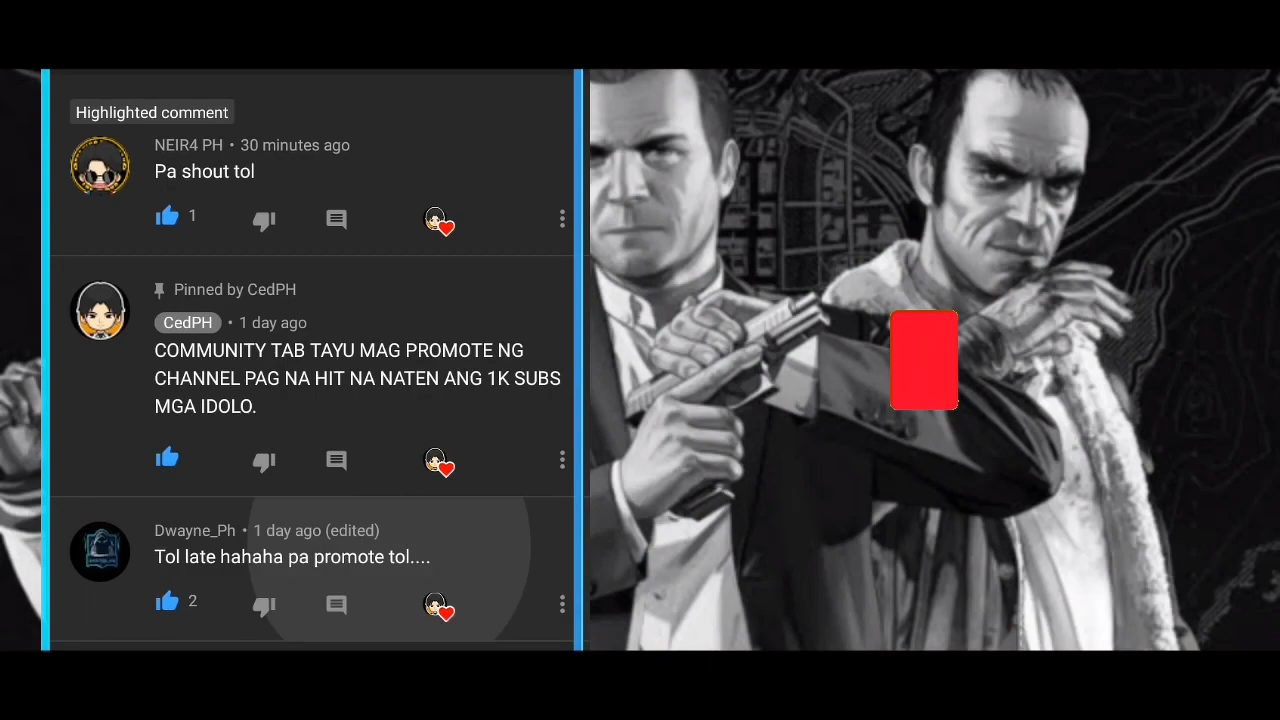 Highlighted comment
NEIR4 PH • 30 minutes ago
Pa shout tol
1
Pinned by CedPH
CedPH • 1 day ago
COMMUNITY TAB TAYU MAG PROMOTE NG
CHANNEL PAG NA HIT NA NATEN ANG 1K SUBS
MGA IDOLO.
Dwayne_Ph • 1 day ago (edited)
Tol late hahaha pa promote tol....
2